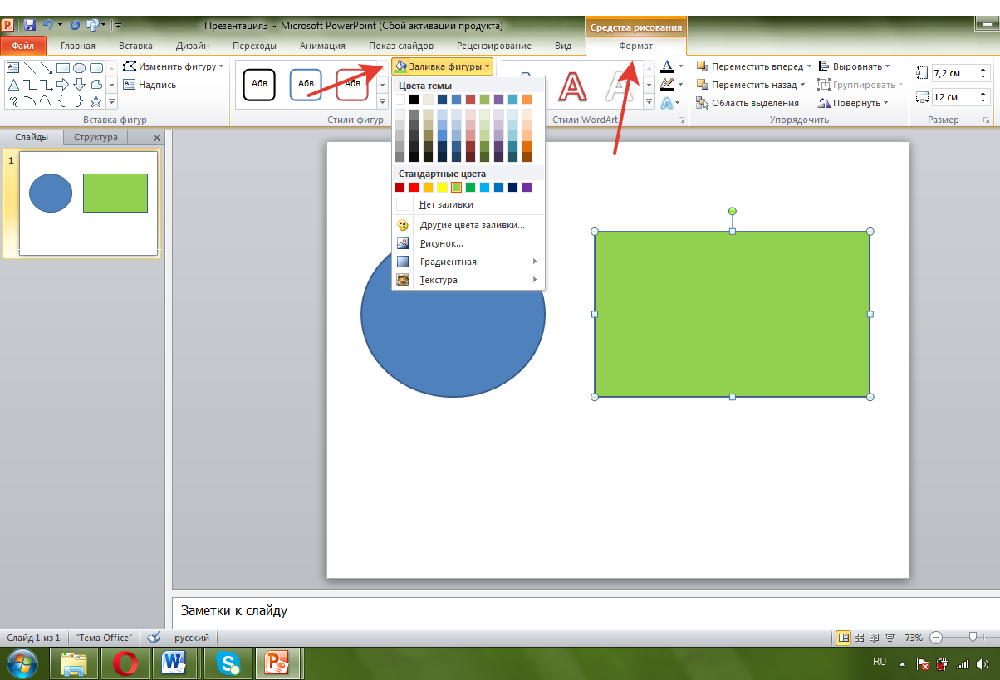 Презентация3 - Microsoft PowerPoint (Сбой активации продукта)
Средства рисования
Файл Главная Вставка Дизайн Переходы Анимация Показ слайдов Рецензирование Вид Формат
Изменить фигуру
Надпись
Вставка фигур
Абв Абв Абв
Стили фигур
Заливка фигуры
Цвета темы
Стандартные цвета
Нет заливки
Другие цвета заливки...
Рисунок...
Градиентная
Текстура
А А А
Стили WordArt
А
А
Переместить вперед
Переместить назад
Область выделения
Выровнять
Группировать
Повернуть
Упорядочить
7,2 см
12 см
Размер
Слайды Структура
1
Заметки к слайду
Слайд 1 из 1 "Тема Office" русский 73%
RU